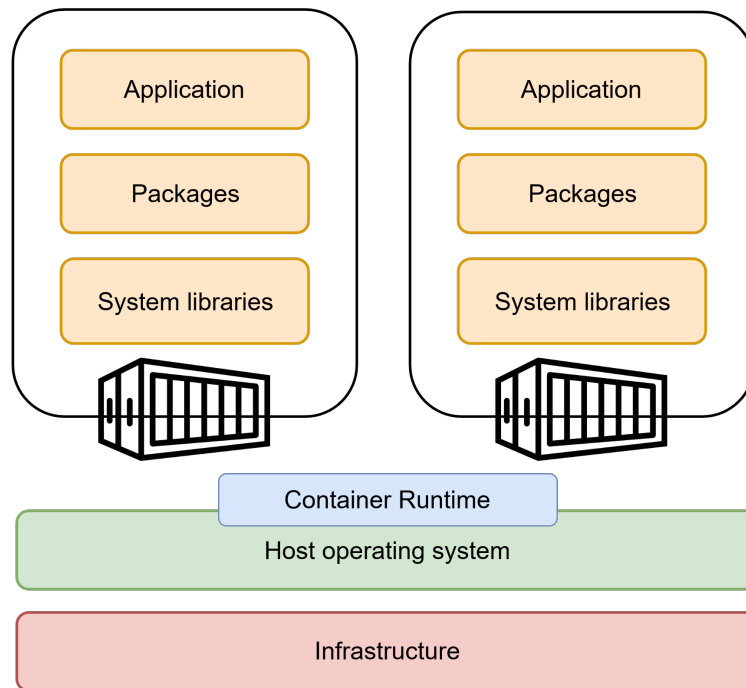 Application
Packages
System libraries
Application
Packages
System libraries
Container Runtime
Host operating system
Infrastructure